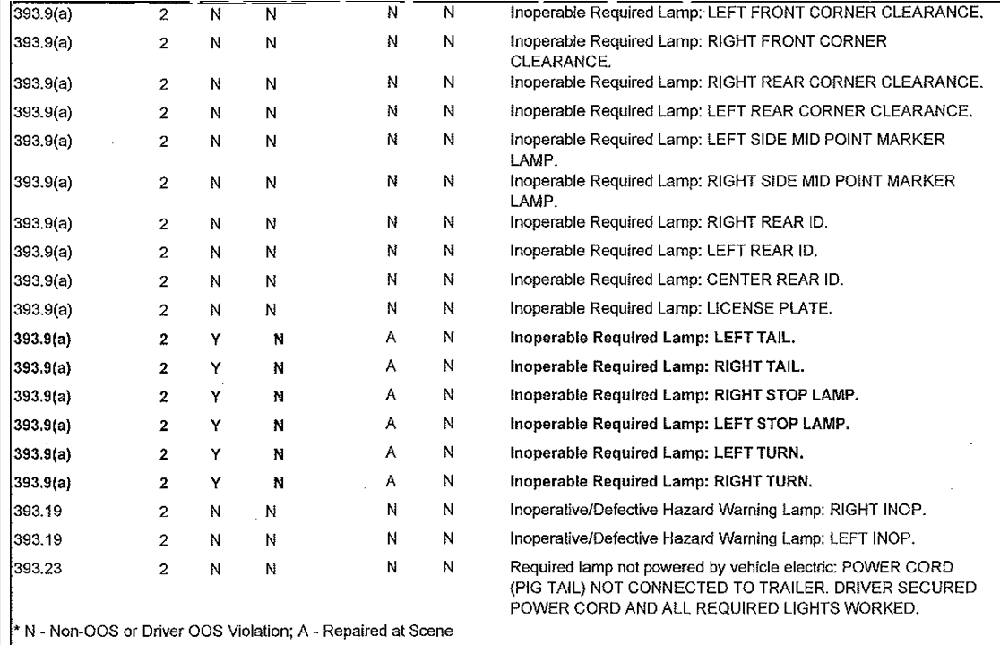 393.9(a) 2 N N N N Inoperable Required Lamp: LEFT FRONT CORNER CLEARANCE.
393.9(a) 2 N N N N Inoperable Required Lamp: RIGHT FRONT CORNER
CLEARANCE.
393.9(a) 2 N N N N Inoperable Required Lamp: RIGHT REAR CORNER CLEARANCE.
393.9(a) 2 N N N N Inoperable Required Lamp: LEFT REAR CORNER CLEARANCE.
393.9(a) 2 N N N N Inoperable Required Lamp: LEFT SIDE MID POINT MARKER
LAMP.
393.9(a) 2 N N N N Inoperable Required Lamp: RIGHT SIDE MID POINT MARKER
LAMP.
393.9(a) 2 N N N N Inoperable Required Lamp: RIGHT REAR ID.
393.9(a) 2 N N N N Inoperable Required Lamp: LEFT REAR ID.
393.9(a) 2 N N N N Inoperable Required Lamp: CENTER REAR ID.
393.9(a) 2 N N N N Inoperable Required Lamp: LICENSE PLATE.
393.9(a) 2 Y N A N Inoperable Required Lamp: LEFT TAIL.
393.9(a) 2 Y N A N Inoperable Required Lamp: RIGHT TAIL.
393.9(a) 2 Y N A N Inoperable Required Lamp: RIGHT STOP LAMP.
393.9(a) 2 Y N A N Inoperable Required Lamp: LEFT STOP LAMP.
393.9(a) 2 Y N A N Inoperable Required Lamp: LEFT TURN.
393.9(a) 2 Y N A N Inoperable Required Lamp: RIGHT TURN.
393.19 2 N N N N Inoperative/Defective Hazard Warning Lamp: RIGHT INOP.
393.19 2 N N N N Inoperative/Defective Hazard Warning Lamp: LEFT INOP.
393.23 2 N N N N Required lamp not powered by vehicle electric: POWER CORD
(PIG TAIL) NOT CONNECTED TO TRAILER. DRIVER SECURED
POWER CORD AND ALL REQUIRED LIGHTS WORKED.
* N - Non-OOS or Driver OOS Violation; A - Repaired at Scene